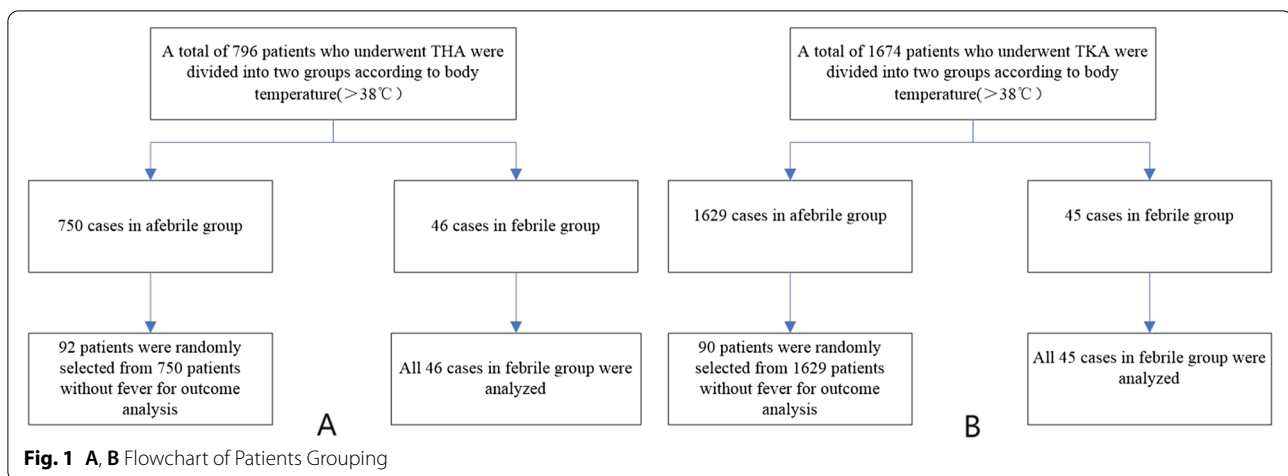 A total of 796 patients who underwent THA were
divided into two groups according to body
temperature(＞38℃）
750 cases in afebrile group
46 cases in febrile group
92 patients were randomly
selected from 750 patients
without fever for outcome
analysis
All 46 cases in febrile group were
analyzed
A
A total of 1674 patients who underwent TKA were
divided into two groups according to body
temperature(＞38℃）
1629 cases in afebrile group
45 cases in febrile group
90 patients were randomly
selected from 1629 patients
without fever for outcome
analysis
All 45 cases in febrile group were
analyzed
B
Fig. 1 A, B Flowchart of Patients Grouping